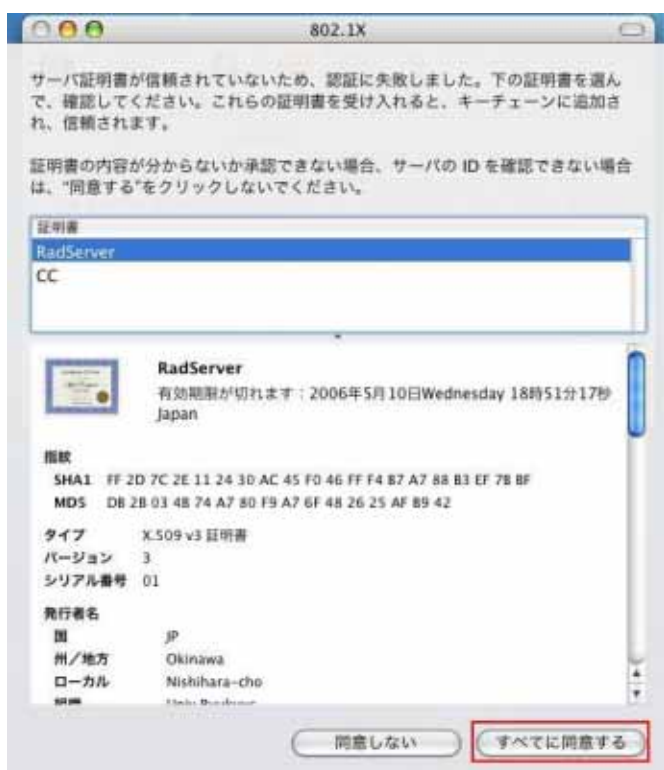 802.1X
サーバ証明書が信頼されていないため、認証に失敗しました。下の証明書を選ん
で、確認してください。これらの証明書を受け入れると、キーチェーンに追加さ
れ、信頼されます。
証明書の内容が分からないか承認できない場合、サーバの ID を確認できない場合
は、"同意する"をクリックしないでください。
証明書
RadServer
CC
RadServer
有効期限が切れます：2006年5月10日Wednesday 18時51分17秒
Japan
指紋
SHA1 FF 2D 7C 2E 11 24 30 AC 45 F0 46 FF F4 87 A7 88 B3 EF 7B BF
MD5 DB 2B 03 4B 74 A7 80 F9 A7 6F 48 26 25 AF B9 42
タイプ X.509 v3 証明書
バージョン 3
シリアル番号 01
発行者名
国 JP
州／地方 Okinawa
ローカル Nishihara-cho
同意しない すべてに同意する